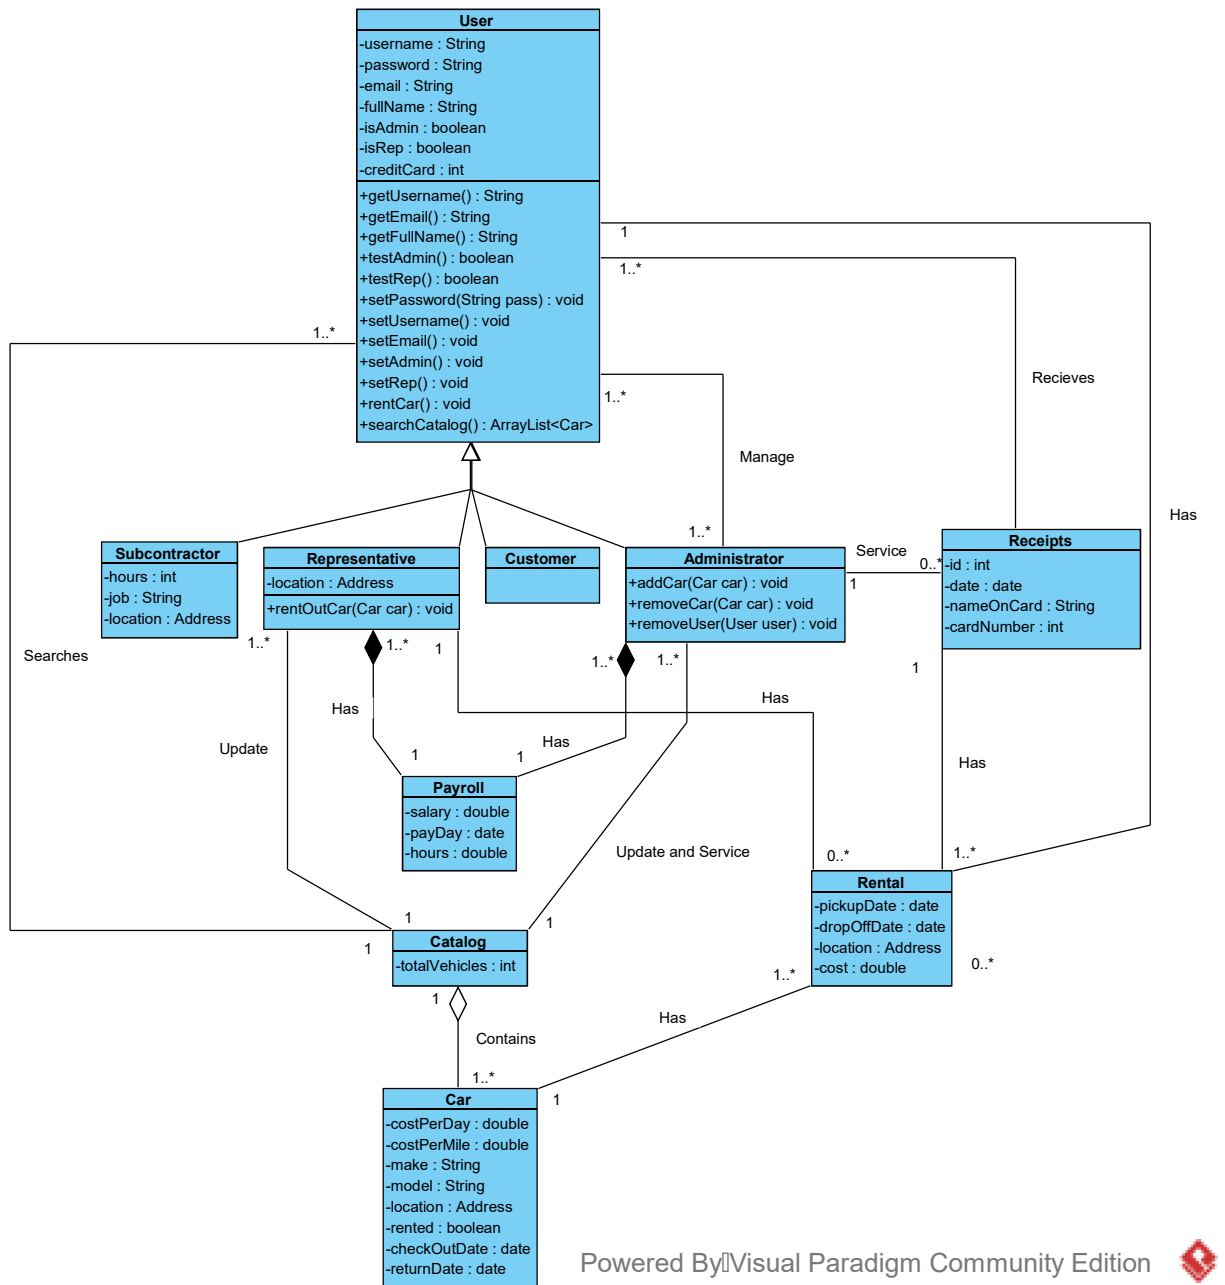 User
-username : String
-password : String
-email : String
-fullName : String
-isAdmin : boolean
-isRep : boolean
-creditCard : int
+getUsername() : String
+getEmail() : String
+getFullName() : String
+testAdmin() : boolean
+testRep() : boolean
+setPassword(String pass) : void
+setUsername() : void
+setEmail() : void
+setAdmin() : void
+setRep() : void
+rentCar() : void
+searchCatalog() : ArrayList<Car>
1
1..*
1..*
1..*
Recieves
Manage
Has
1..*
Subcontractor
-hours : int
-job : String
-location : Address
Representative
-location : Address
+rentOutCar(Car car) : void
Customer
Administrator
+addCar(Car car) : void
+removeCar(Car car) : void
+removeUser(User user) : void
Service
1
0..*
Receipts
-id : int
-date : date
-nameOnCard : String
-cardNumber : int
Searches
1..*
1..*
1
1..*
1..*
1
Has
Has
Update
1
Has
1
Has
Payroll
-salary : double
-payDay : date
-hours : double
Update and Service
0..*
1..*
Rental
-pickupDate : date
-dropOffDate : date
-location : Address
-cost : double
1
1
1
Catalog
-totalVehicles : int
1..*
0..*
1
Has
Contains
1..*
1
Car
-costPerDay : double
-costPerMile : double
-make : String
-model : String
-location : Address
-rented : boolean
-checkOutDate : date
-returnDate : date
Powered By Visual Paradigm Community Edition